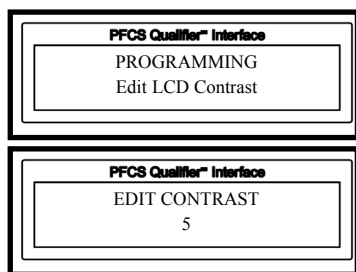 PFCS Qualifier™ Interface
PROGRAMMING
Edit LCD Contrast
PFCS Qualifier™ Interface
EDIT CONTRAST
5